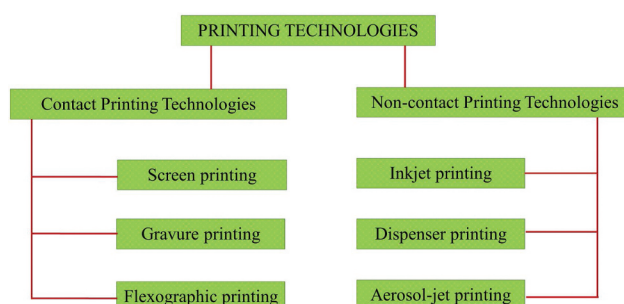 PRINTING TECHNOLOGIES
Contact Printing Technologies
Non-contact Printing Technologies
Screen printing
Inkjet printing
Gravure printing
Dispenser printing
Flexographic printing
Aerosol-jet printing